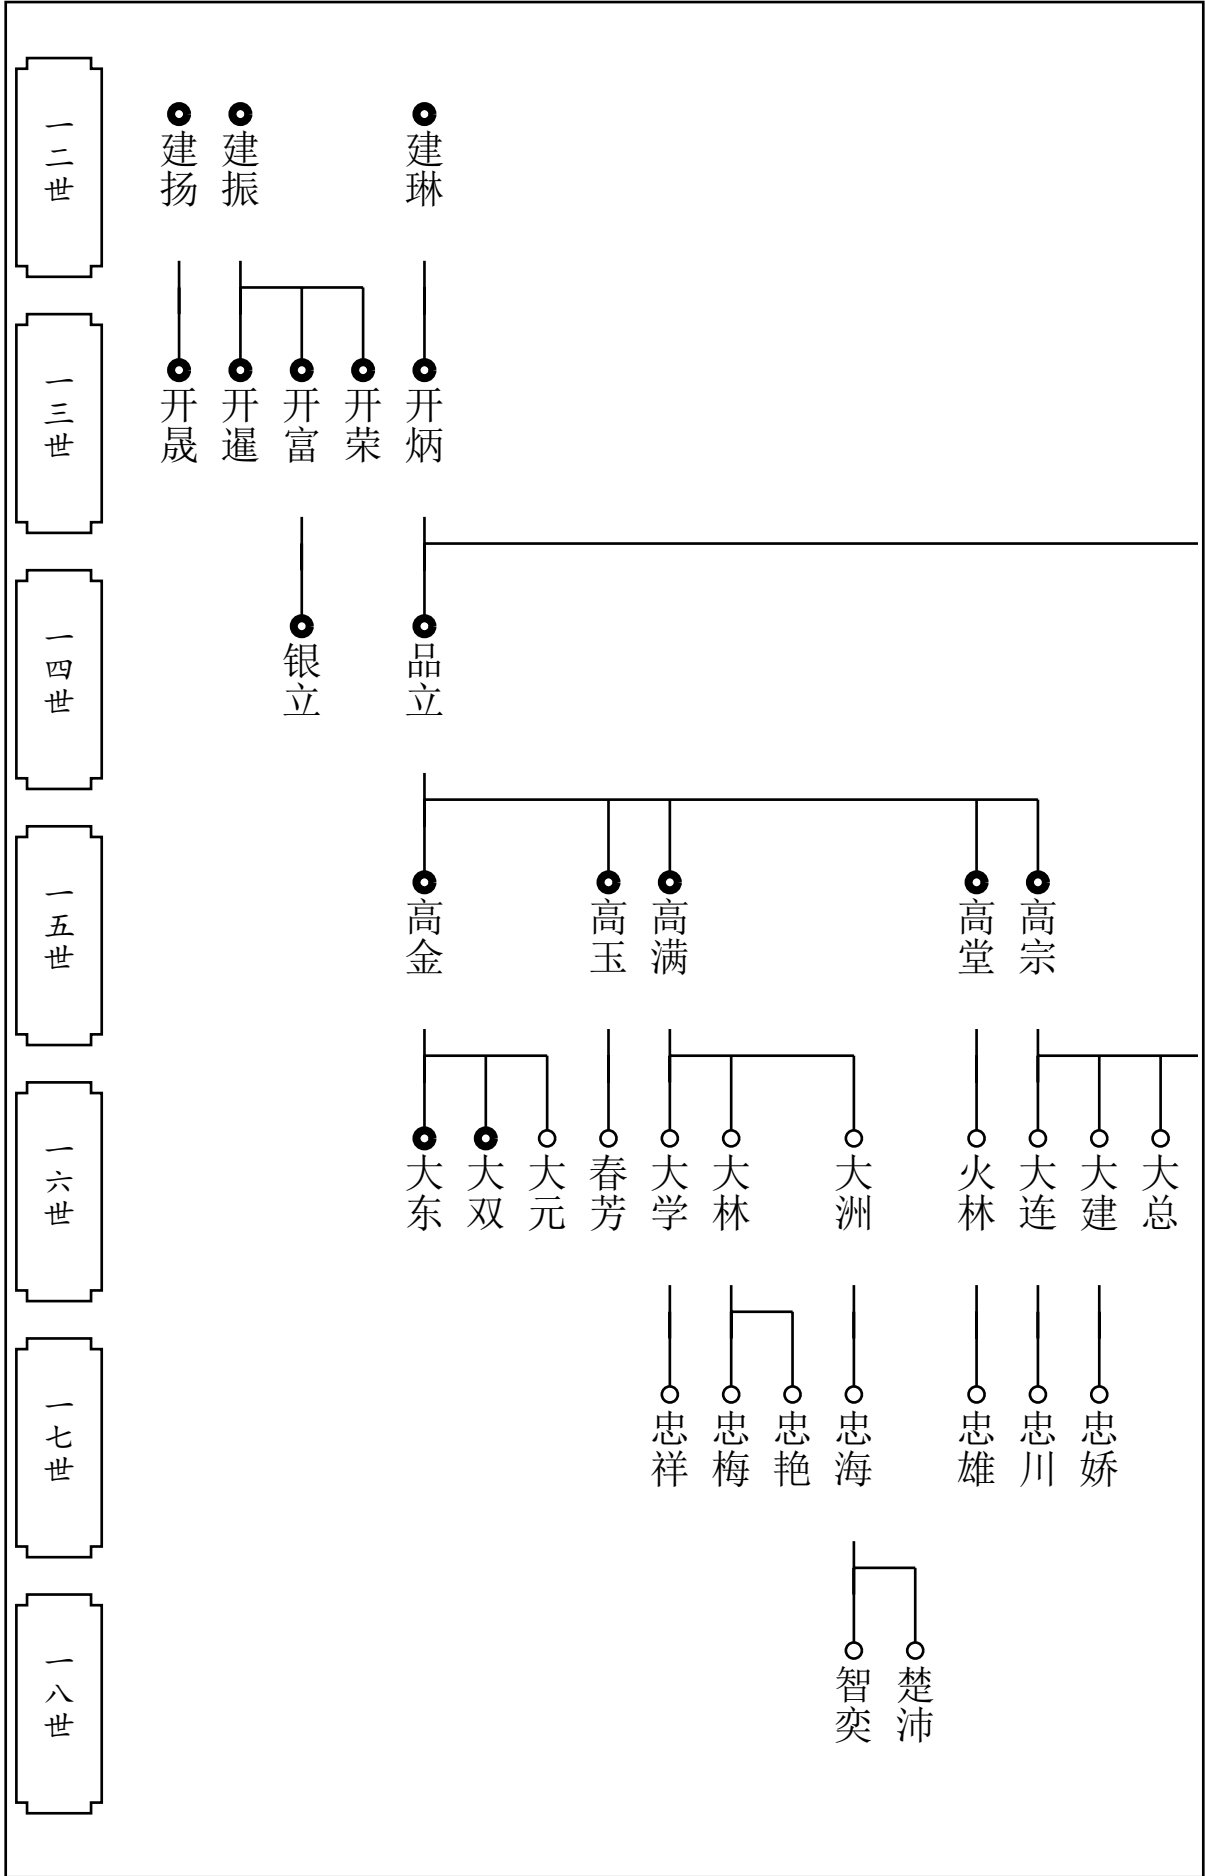 一二世
建扬
建振
建琳
一三世
开晟
开暹
开富
开荣
开炳
一四世
银立
品立
一五世
高金
高玉
高满
高堂
高宗
一六世
大东
大双
大元
春芳
大学
大林
大洲
火林
大连
大建
大总
一七世
忠祥
忠梅
忠艳
忠海
忠雄
忠川
忠娇
一八世
智奕
楚沛